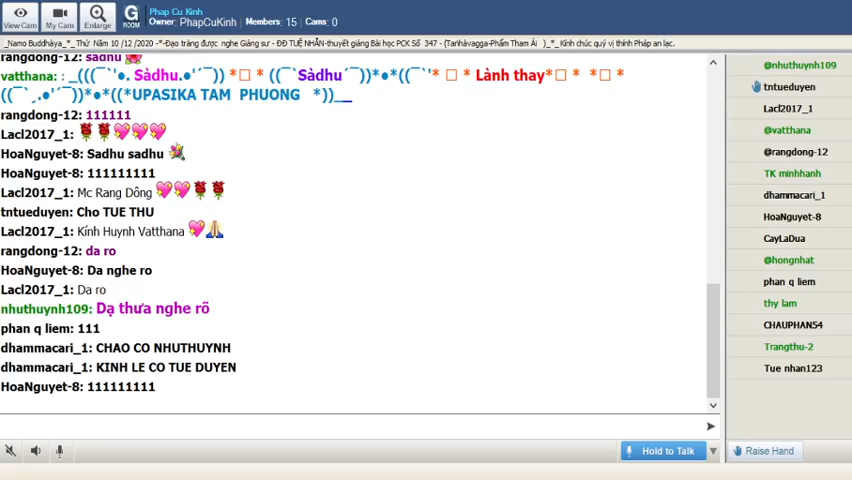 View Cam
My Cam
Enlarge
G
ROOM
Phap Cu Kinh
Owner: PhapCuKinh Members: 15 Cams: 0
_Namo Buddhàya_*_ Thứ Năm 10 /12 /2020 -*-Đạo tràng được nghe Giảng sư - ĐĐ TUỆ NHẪN-thuyết giảng Bài học PCK Số 347 - (Tanhàvagga-Phẩm Tham Ái )_*_ Kính chúc quý vị thính Pháp an lạc.
rangdong-12: sadhu
vatthana: : _(((¯`'●. Sàdhu.●'´¯)) *□ * ((¯`Sàdhu´¯))*●*((¯`'* □ * Lành thay*□ * *□ *
((¯`¸.●'´¯))*●*((*UPASIKA TAM PHUONG *))__
rangdong-12: 111111
Lacl2017_1: 🌹🌹💖💖💖
HoaNguyet-8: Sadhu sadhu 💐
HoaNguyet-8: 111111111
Lacl2017_1: Mc Rang Dông 💖💖🌹🌹
tntueduyen: Cho TUE THU
Lacl2017_1: Kính Huynh Vatthana 💖🙏
rangdong-12: da ro
HoaNguyet-8: Da nghe ro
Lacl2017_1: Da ro
nhuthuynh109: Dạ thưa nghe rõ
phan q liem: 111
dhammacari_1: CHAO CO NHUTHUYNH
dhammacari_1: KINH LE CO TUE DUYEN
HoaNguyet-8: 111111111
Hold to Talk
@nhuthuynh109
tntueduyen
Lacl2017_1
@vatthana
@rangdong-12
TK minhhanh
dhammacari_1
HoaNguyet-8
CayLaDua
@hongnhat
phan q liem
thy lam
CHAUPHAN54
Trangthu-2
Tue nhan123
Raise Hand